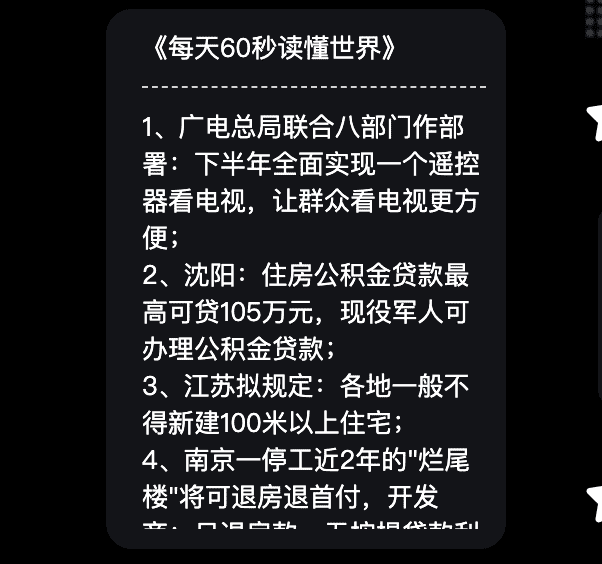 《每天60秒读懂世界》
1、广电总局联合八部门作部
署：下半年全面实现一个遥控
器看电视，让群众看电视更方
便；
2、沈阳：住房公积金贷款最
高可贷105万元，现役军人可
办理公积金贷款；
3、江苏拟规定：各地一般不
得新建100米以上住宅；
4、南京一停工近2年的"烂尾
楼"将可退房退首付，开发